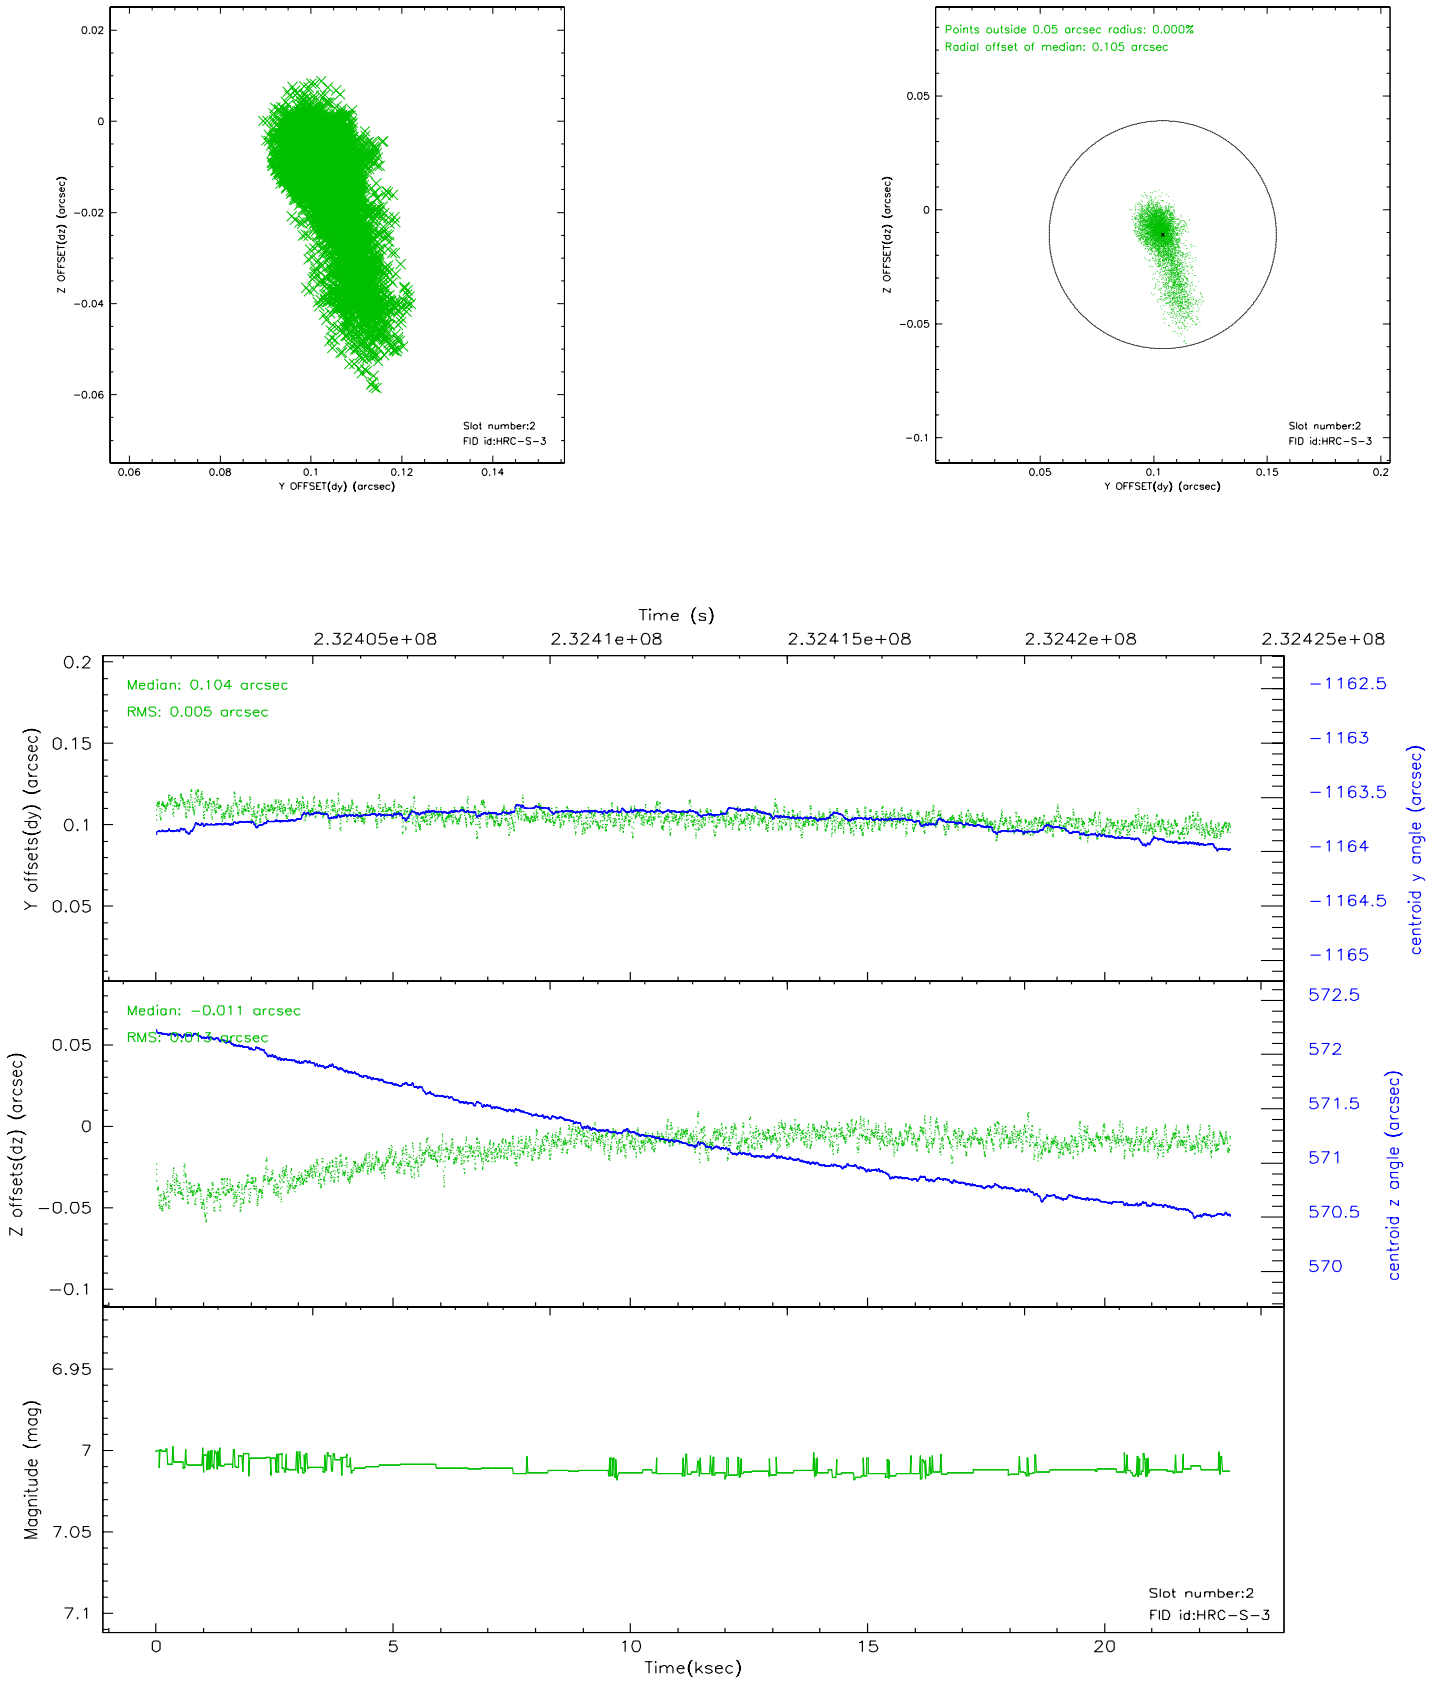 0.02
0
−0.02
−0.04
−0.06
Z OFFSET(dz) (arcsec)
Slot number:2
FID id:HRC−S−3
0.06 0.08 0.1 0.12 0.14
Y OFFSET(dy) (arcsec)
Points outside 0.05 arcsec radius: 0.000%
Radial offset of median: 0.105 arcsec
0.05
0
−0.05
−0.1
Z OFFSET(dz) (arcsec)
Slot number:2
FID id:HRC−S−3
0.05 0.1 0.15 0.2
Y OFFSET(dy) (arcsec)
Time (s)
2.32405e+08 2.3241e+08 2.32415e+08 2.3242e+08 2.32425e+08
Median: 0.104 arcsec
RMS: 0.005 arcsec
0.2
0.15
0.1
0.05
Y offsets(dy) (arcsec)
−1162.5
−1163
−1163.5
−1164
−1164.5
−1165
centroid y angle (arcsec)
Median: −0.011 arcsec
RMS: 0.013 arcsec
0.05
0
−0.05
−0.1
Z offsets(dz) (arcsec)
572.5
572
571.5
571
570.5
570
centroid z angle (arcsec)
6.95
7
7.05
7.1
Magnitude (mag)
Slot number:2
FID id:HRC−S−3
0 5 10 15 20
Time(ksec)